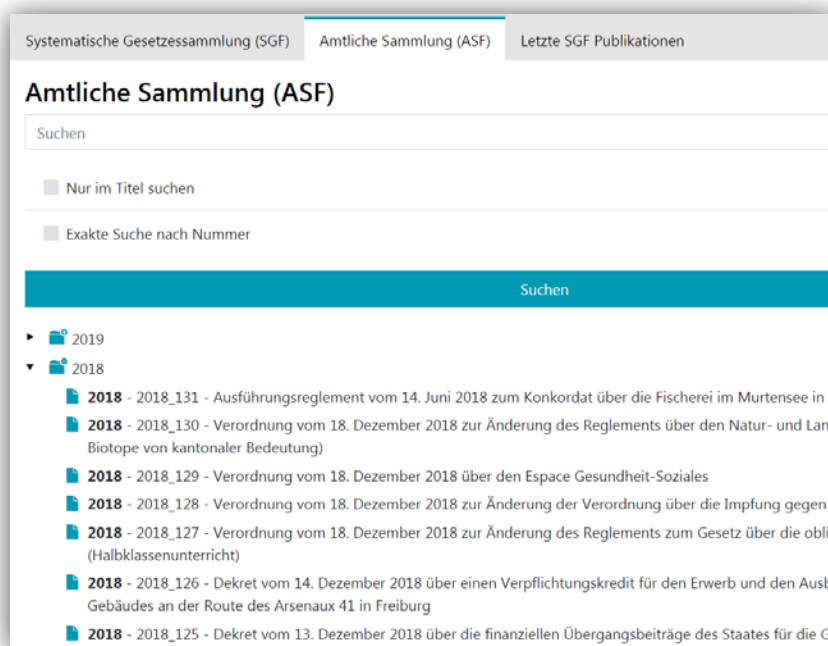 Systematische Gesetzessammlung (SGF) Amtliche Sammlung (ASF) Letzte SGF Publikationen
Amtliche Sammlung (ASF)
Suchen
Nur im Titel suchen
Exakte Suche nach Nummer
Suchen
2019
2018
2018 - 2018_131 - Ausführungsreglement vom 14. Juni 2018 zum Konkordat über die Fischerei im Murtensee in
2018 - 2018_130 - Verordnung vom 18. Dezember 2018 zur Änderung des Reglements über den Natur- und
Biotope von kantonaler Bedeutung)
2018 - 2018_129 - Verordnung vom 18. Dezember 2018 über den Espace Gesundheit-Soziales
2018 - 2018_128 - Verordnung vom 18. Dezember 2018 zur Änderung der Verordnung über die Impfung gegen
2018 - 2018_127 - Verordnung vom 18. Dezember 2018 zur Änderung des Reglements zum Gesetz über die
(Halbklassenunterricht)
2018 - 2018_126 - Dekret vom 14. Dezember 2018 über einen Verpflichtungskredit für den Erwerb und den
Gebäudes an der Route des Arsenaux 41 in Freiburg
2018 - 2018_125 - Dekret vom 13. Dezember 2018 über die finanziellen Übergangsbeiträge des Staates für die